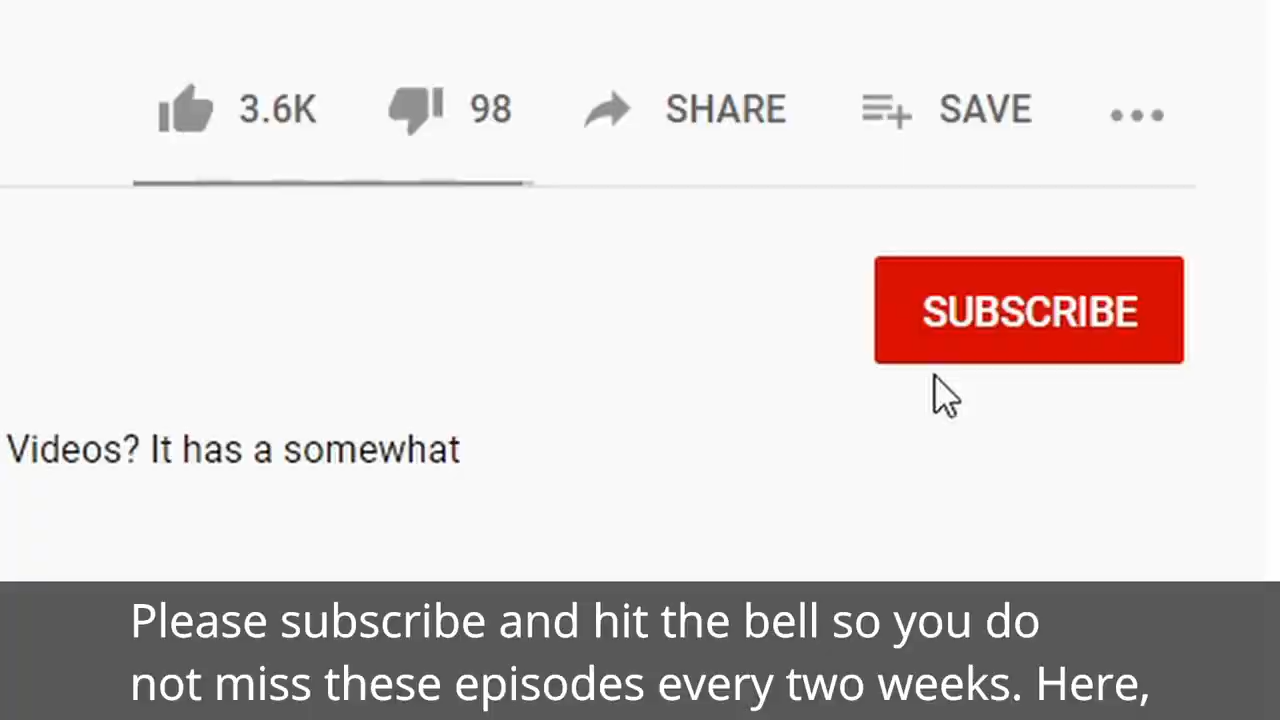 3.6K 98 SHARE SAVE
SUBSCRIBE
Videos? It has a somewhat
Please subscribe and hit the bell so you do
not miss these episodes every two weeks. Here,